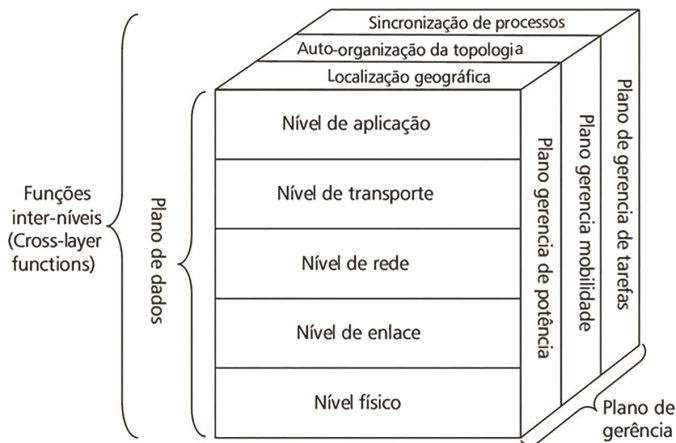 Sincronização de processos
Auto-organização da topologia
Localização geográfica
Nível de aplicação
Nível de transporte
Nível de rede
Nível de enlace
Nível físico
Funções
inter-níveis
(Cross-layer
functions)
Plano de dados
Plano gerencia de potência
Plano gerencia mobilidade
Plano de gerencia de tarefas
Plano de
gerência